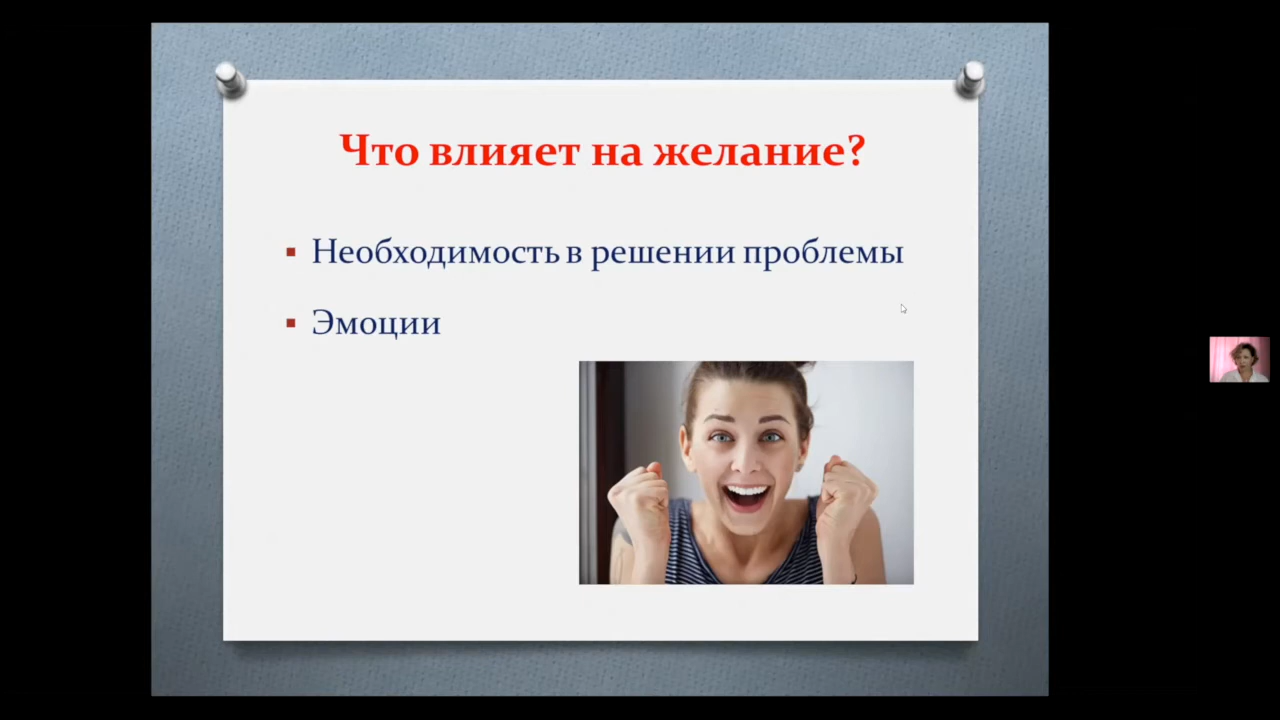 Что влияет на желание?
Необходимость в решении проблемы
Эмоции